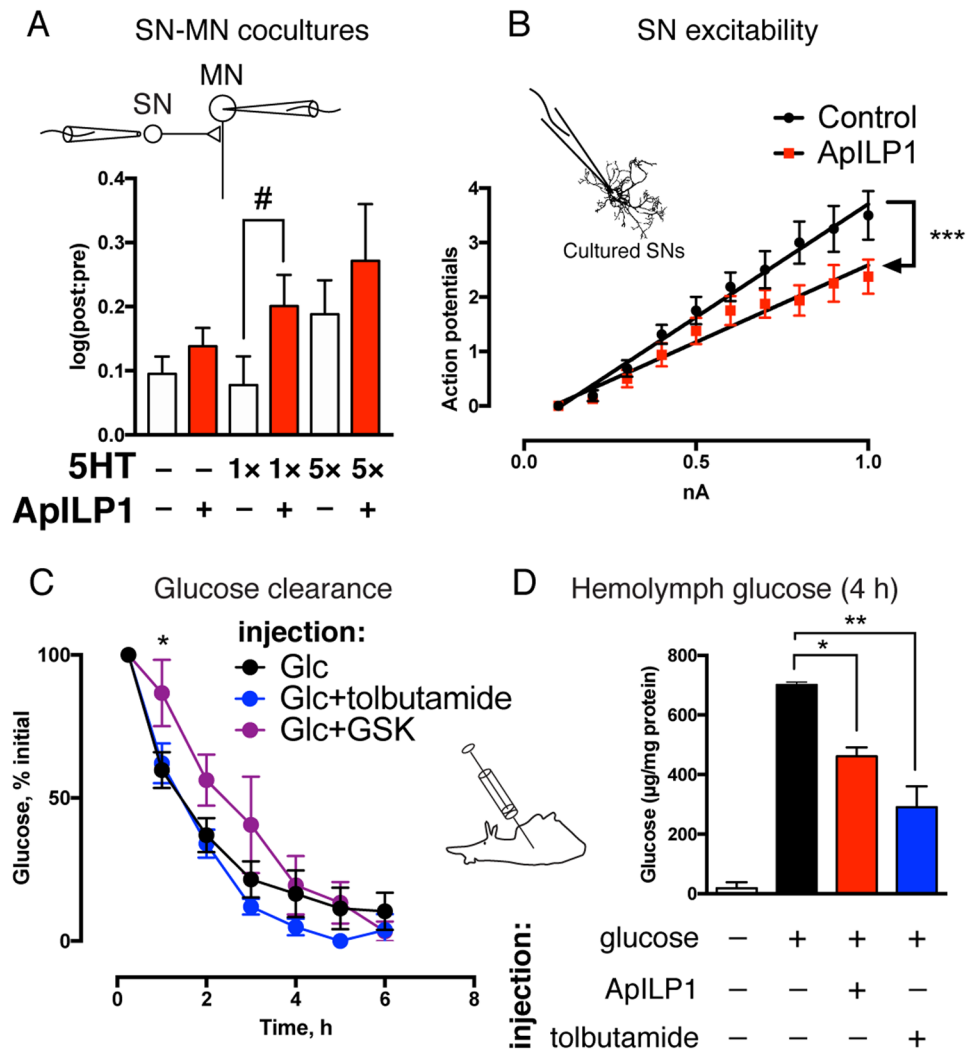 A
SN-MN cocultures
MN
SN
#
0.4
0.3
0.2
0.1
0.0
log(post:pre)
5HT – – 1× 1× 5× 5×
ApILP1 – + – + – +
B
SN excitability
Control
ApILP1
Cultured SNs
***
4
3
2
1
0
Action potentials
0.0 0.5 1.0
nA
C
Glucose clearance
injection:
Glc
Glc+tolbutamide
Glc+GSK
*
100
50
0
Glucose, % initial
0 2 4 6 8
Time, h
D
Hemolymph glucose (4 h)
**
*
800
600
400
200
0
Glucose (μg/mg protein)
injection:
glucose – + + +
ApILP1 – – + –
tolbutamide – – – +